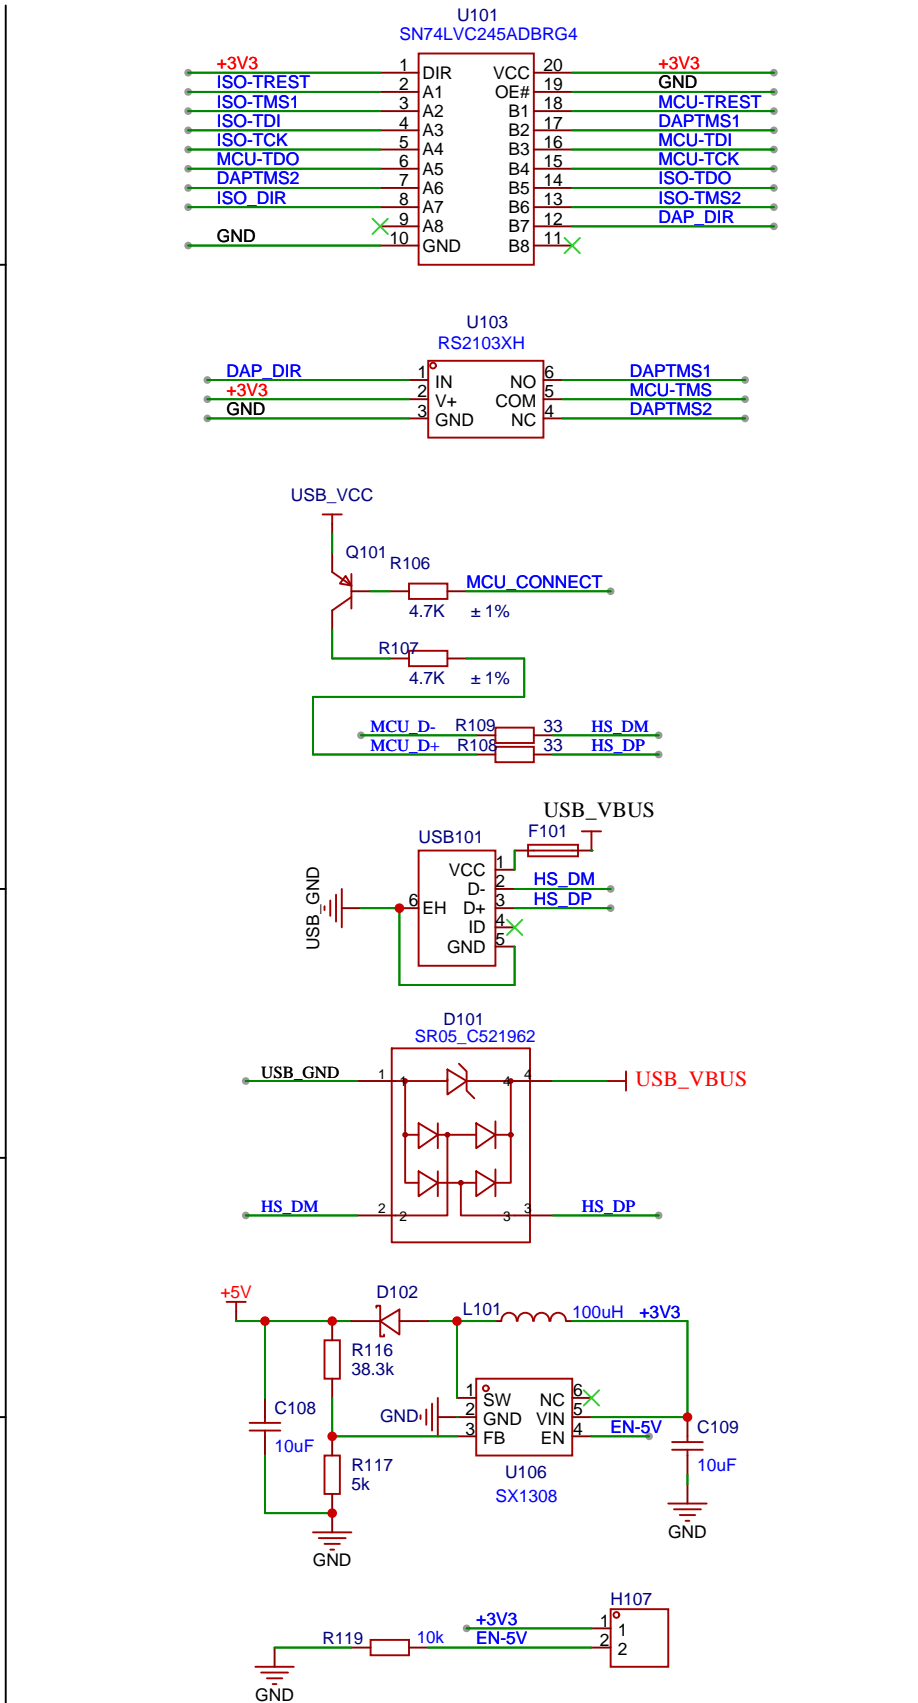 U101
SN74LVC245ADBRG4
+3V3 1 DIR VCC 20 +3V3
ISO-TREST 2 A1 OE# 19 GND
ISO-TMS1 3 A2 B1 18 MCU-TREST
ISO-TDI 4 A3 B2 17 DAPTMS1
ISO-TCK 5 A4 B3 16 MCU-TDI
MCU-TDO 6 A5 B4 15 MCU-TCK
DAPTMS2 7 A6 B5 14 ISO-TDO
ISO_DIR 8 A7 B6 13 ISO-TMS2
9 A8 B7 12 DAP_DIR
GND 10 GND B8 11
U103
RS2103XH
DAP_DIR 1 IN NO 6 DAPTMS1
+3V3 2 V+ COM 5 MCU-TMS
GND 3 GND NC 4 DAPTMS2
USB_VCC
Q101
R106
MCU_CONNECT
4.7K ±1%
R107
4.7K ±1%
MCU_D- R109 33 HS_DM
MCU_D+ R108 33 HS_DP
USB_VBUS
F101
USB101
VCC 1
D- 2 HS_DM
USB_GND 6 EH D+ 3 HS_DP
ID 4
GND 5
D101
SR05_C521962
USB_GND 1 1 4 4 USB_VBUS
HS_DM 2 2 3 3 HS_DP
+5V
D102
L101 100uH +3V3
R116
38.3k
1 SW NC 6
GND 2 GND VIN 5
3 FB EN 4 EN-5V
C108
10uF
C109
10uF
R117
5k
U106
SX1308
GND
GND
H107
+3V3 1 1
R119 10k EN-5V 2 2
GND